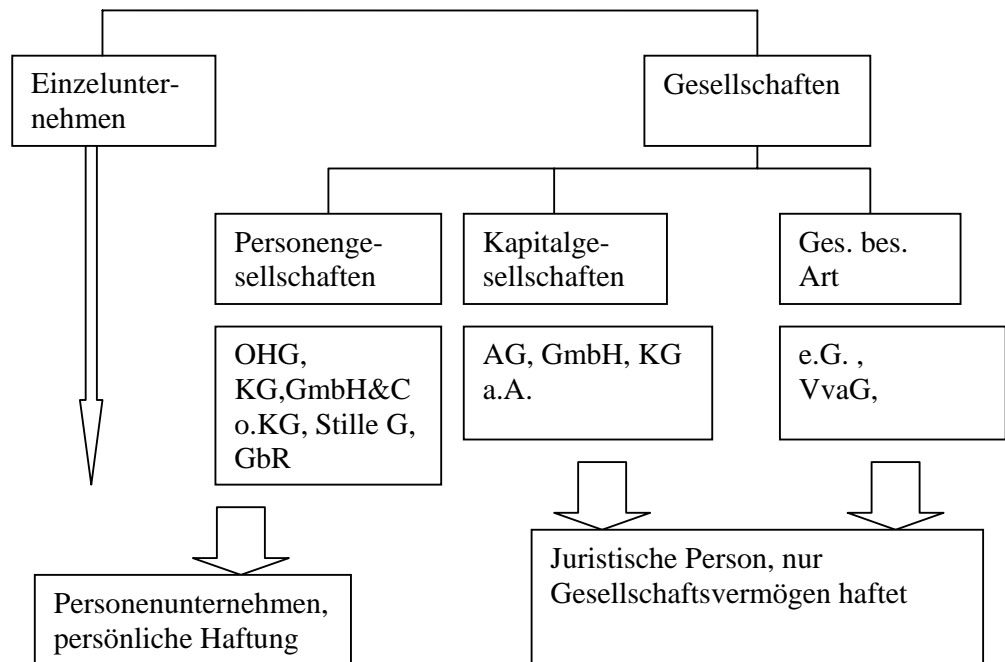 Einzelunter-
nehmen
Gesellschaften
Personenge-
sellschaften
Kapitalge-
sellschaften
Ges. bes.
Art
OHG,
KG,GmbH&C
o.KG, Stille G,
GbR
AG, GmbH, KG
a.A.
e.G. ,
VvaG,
Personenunternehmen,
persönliche Haftung
Juristische Person, nur
Gesellschaftsvermögen haftet